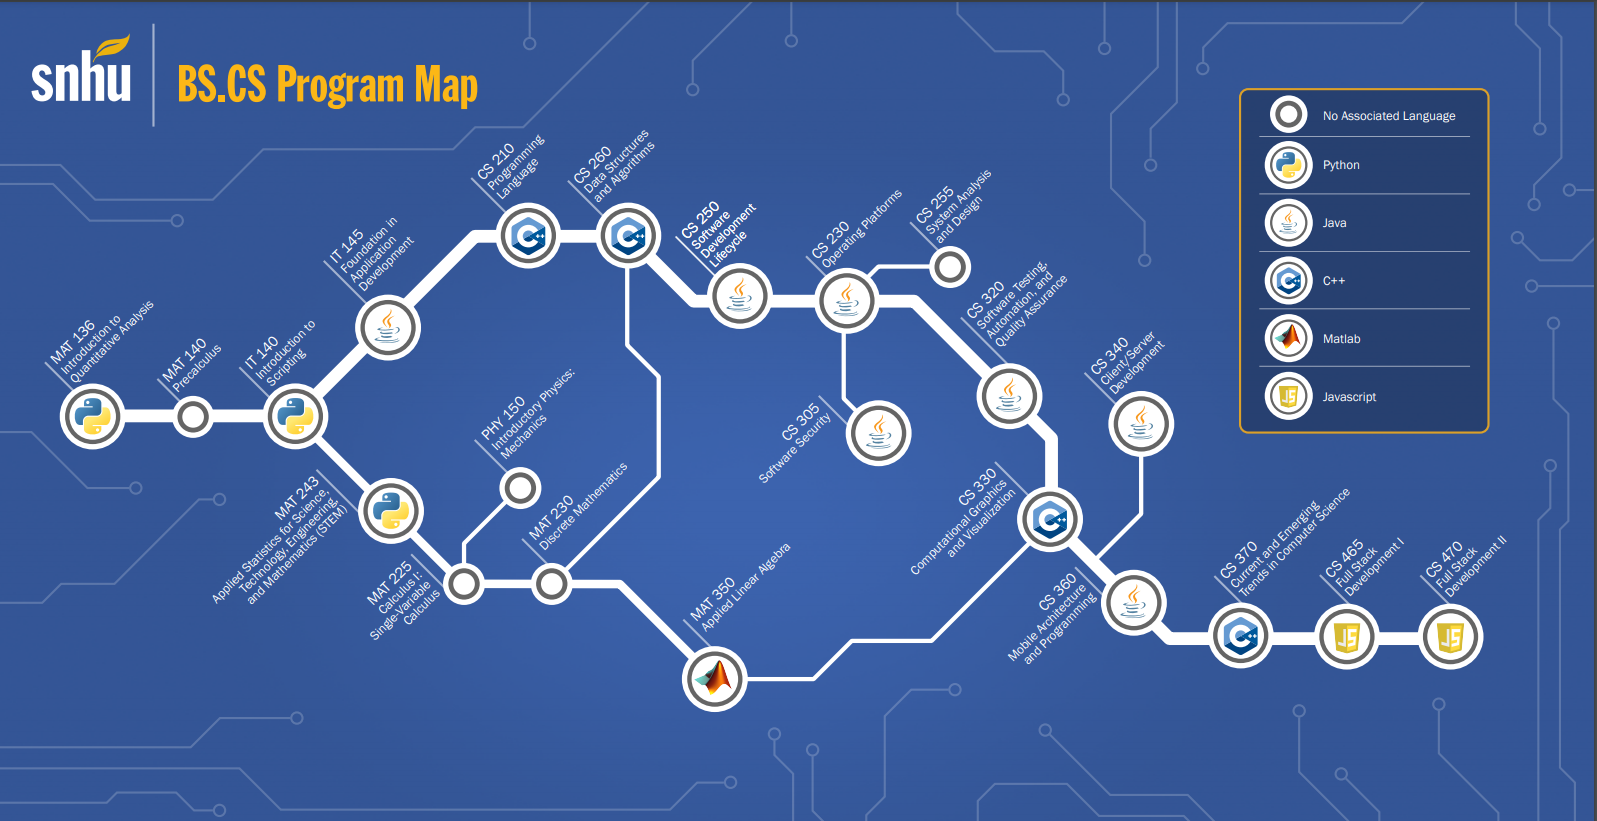 snhu
BS.CS Program Map
No Associated Language
Python
Java
C++
Matlab
Javascript
MAT 136
Introduction to
Quantitative Analysis
MAT 140
Precalculus
IT 140
Introduction to
Scripting
IT 145
Foundation in
Application
Development
CS 210
Programming
Language
CS 260
Data Structures
and Algorithms
CS 250
Software
Development
Lifecycle
CS 230
Operating Platforms
CS 255
System Analysis
and Design
CS 305
Software Security
CS 320
Software Testing,
Automation, and
Quality Assurance
CS 340
Client/Server
Development
MAT 243
Applied Statistics for Science,
Technology, Engineering,
and Mathematics (STEM)
MAT 225
Calculus I:
Single-Variable
Calculus
PHY 150
Introductory Physics:
Mechanics
MAT 230
Discrete Mathematics
MAT 350
Applied Linear Algebra
CS 330
Computational Graphics
and Visualization
CS 360
Mobile Architecture
and Programming
CS 370
Current and Emerging
Trends in Computer Science
CS 465
Full Stack
Development I
CS 470
Full Stack
Development II
C++
C++
C++
C++
C++
JS
JS
JS